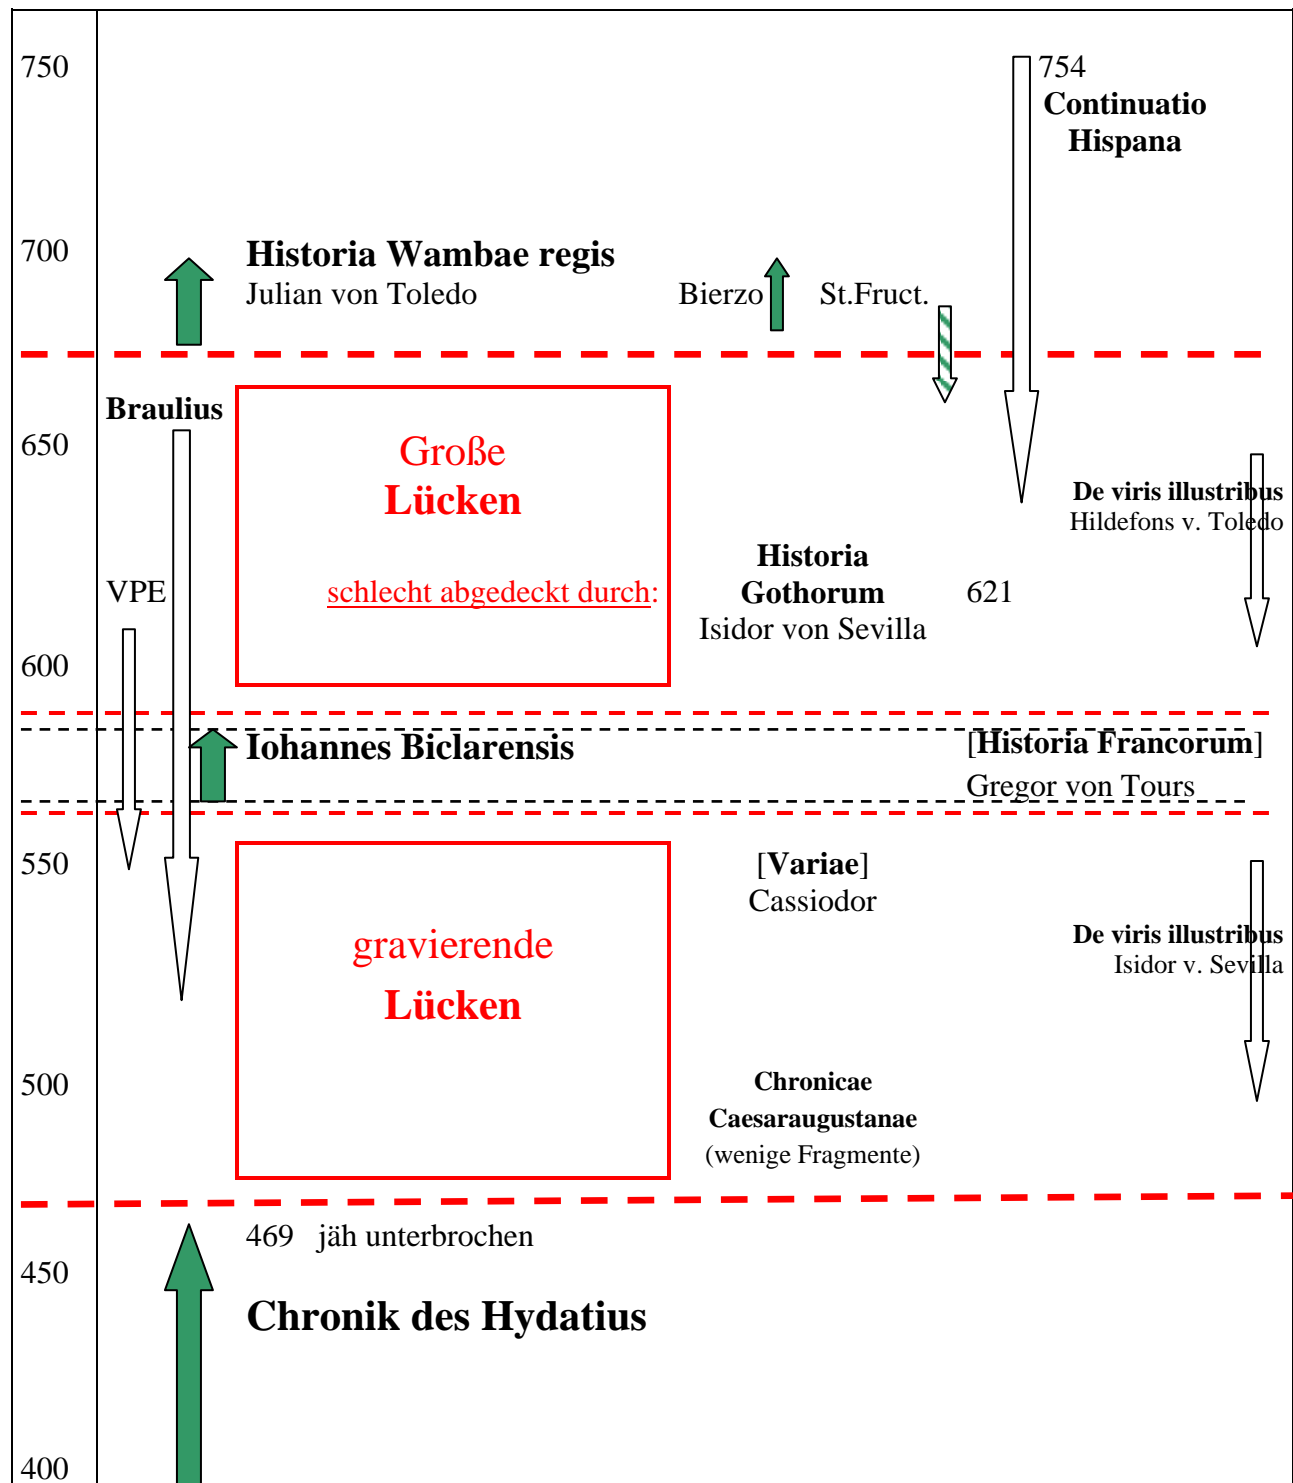 750
754
Continuatio
Hispana
700
Historia Wambae regis
Julian von Toledo
Bierzo
St.Fruct.
Braulius
650
Große
Lücken
De viris illustribus
Hildefons v. Toledo
VPE
schlecht abgedeckt durch:
Historia
Gothorum
Isidor von Sevilla
621
600
Iohannes Biclarensis
[Historia Francorum]
Gregor von Tours
550
[Variae]
Cassiodor
gravierende
Lücken
De viris illustribus
Isidor v. Sevilla
500
Chronicae
Caesaraugustanae
(wenige Fragmente)
469 jäh unterbrochen
450
Chronik des Hydatius
400